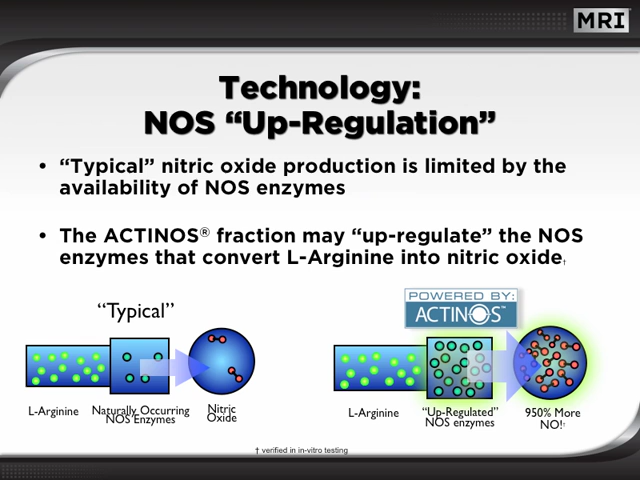 MRI
Technology:
NOS “Up-Regulation”
• “Typical” nitric oxide production is limited by the
availability of NOS enzymes
• The ACTINOS® fraction may “up-regulate” the NOS
enzymes that convert L-Arginine into nitric oxide†
“Typical”
L-Arginine
Naturally Occurring
NOS Enzymes
Nitric
Oxide
POWERED BY:
ACTINOS™
L-Arginine
“Up-Regulated”
NOS enzymes
950% More
NO!†
† verified in in-vitro testing